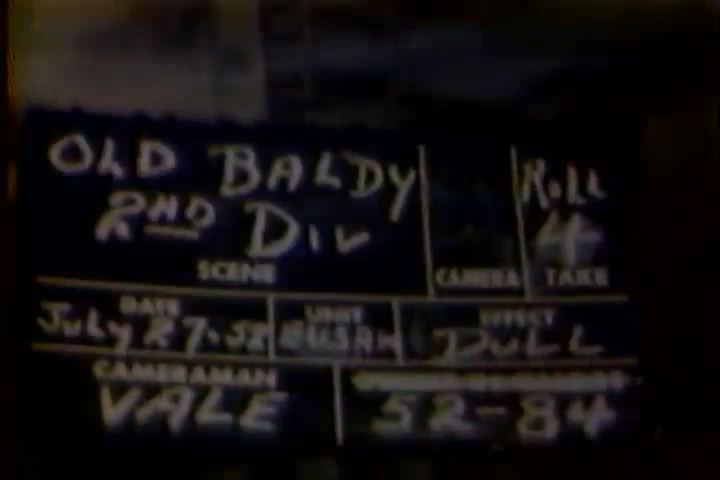 OLD BALDY
2ND DIV
ROLL
4
SCENE
CAMERA
TAKE
DATE
UNIT
EFFECT
July 27.52
DULL
CAMERAMAN
VALE
52-84